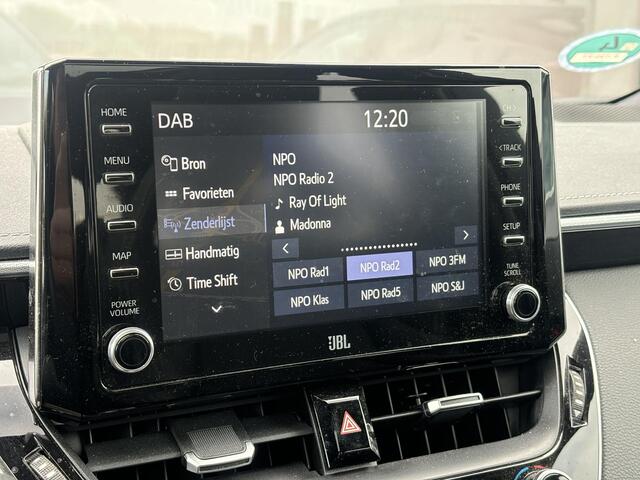 DAB 12:20
HOME
MENU
AUDIO
MAP
POWER
VOLUME
Bron
Favorieten
Zenderlijst
Handmatig
Time Shift
NPO
NPO Radio 2
Ray Of Light
Madonna
NPO Rad1 NPO Rad2 NPO 3FM
NPO Klas NPO Rad5 NPO S&J
CH >
< TRACK
PHONE
SETUP
TUNE
SCROLL
JBL